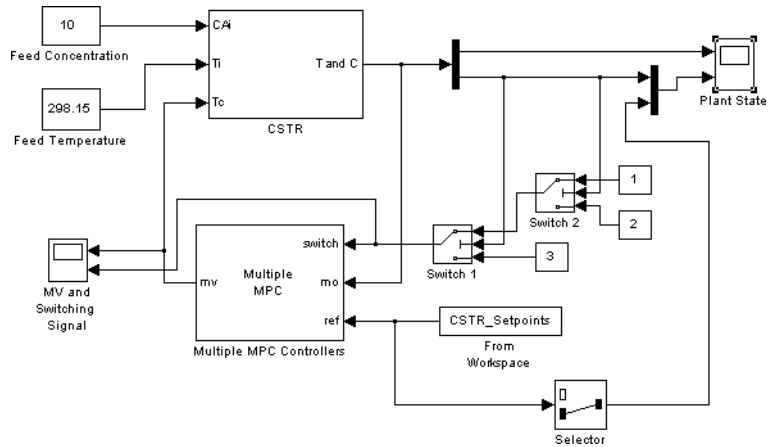 10
Feed Concentration
298.15
Feed Temperature
CAi
Ti
Tc
T and C
CSTR
Plant State
1
2
Switch 2
3
Switch 1
MV and
Switching
Signal
switch
mv
Multiple
MPC
mo
ref
Multiple MPC Controllers
CSTR_Setpoints
From
Workspace
Selector